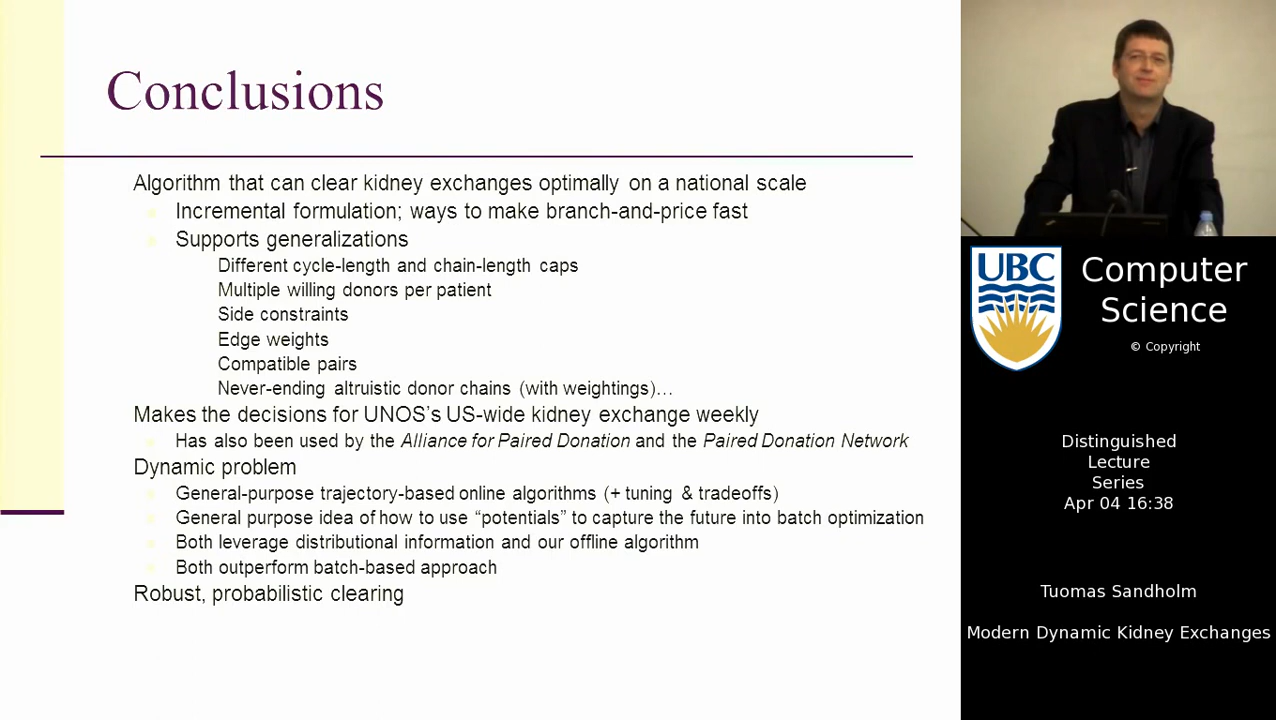 Conclusions
Algorithm that can clear kidney exchanges optimally on a national scale
Incremental formulation; ways to make branch-and-price fast
Supports generalizations
Different cycle-length and chain-length caps
Multiple willing donors per patient
Side constraints
Edge weights
Compatible pairs
Never-ending altruistic donor chains (with weightings)…
Makes the decisions for UNOS’s US-wide kidney exchange weekly
Has also been used by the Alliance for Paired Donation and the Paired Donation Network
Dynamic problem
General-purpose trajectory-based online algorithms (+ tuning & tradeoffs)
General purpose idea of how to use “potentials” to capture the future into batch optimization
Both leverage distributional information and our offline algorithm
Both outperform batch-based approach
Robust, probabilistic clearing
UBC
Computer
Science
© Copyright
Distinguished
Lecture
Series
Apr 04 16:38
Tuomas Sandholm
Modern Dynamic Kidney Exchanges